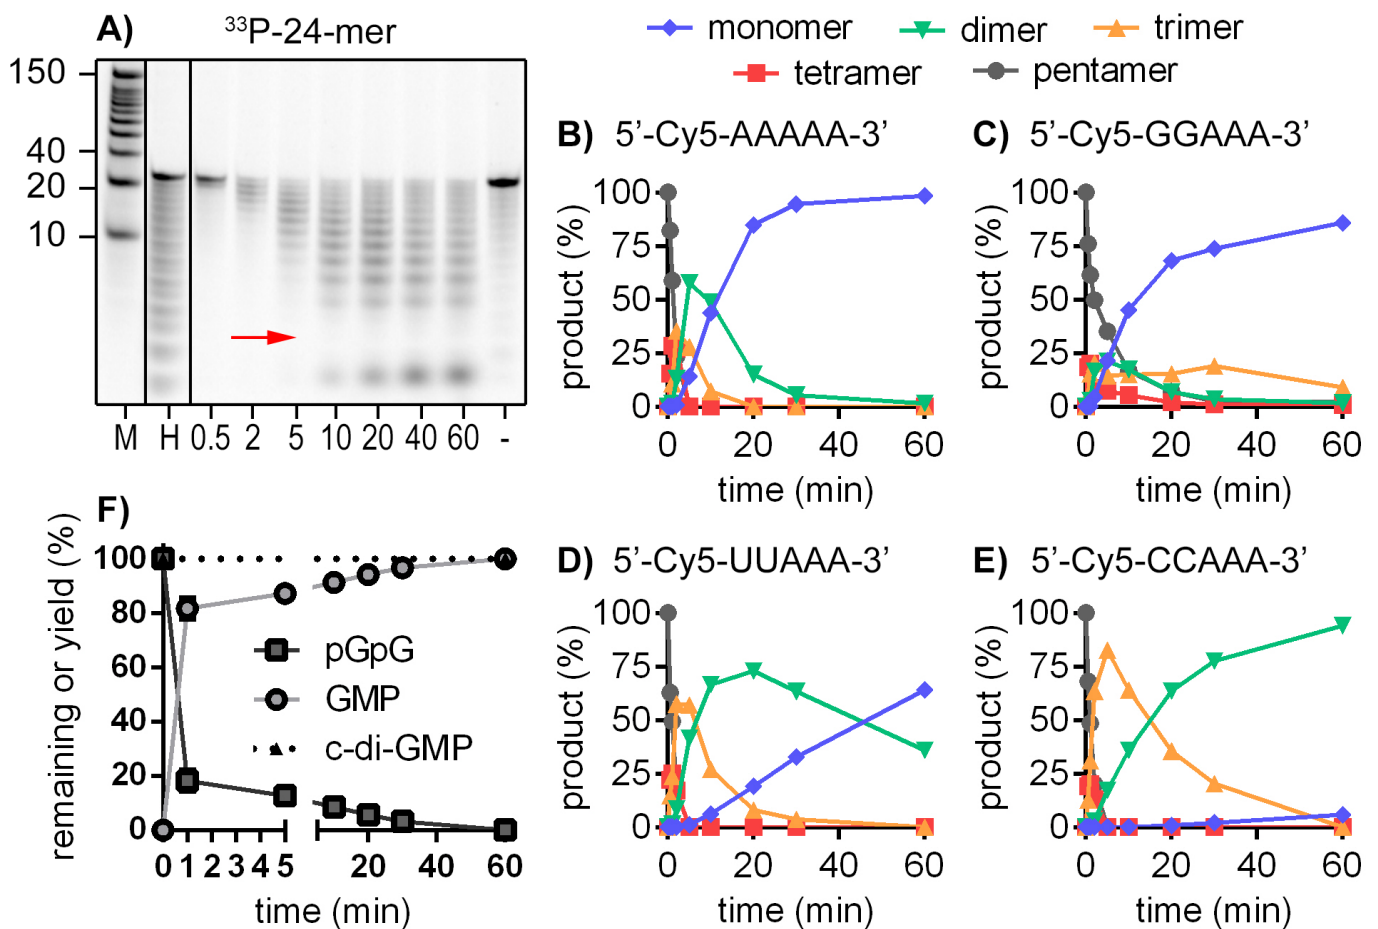 A) ³³P-24-mer
150
40
20
10
M H 0.5 2 5 10 20 40 60 -
monomer dimer trimer
tetramer pentamer
B) 5’-Cy5-AAAAA-3’
product (%)
100
75
50
25
0
0 20 40 60
time (min)
C) 5’-Cy5-GGAAA-3’
product (%)
100
75
50
25
0
0 20 40 60
time (min)
F)
remaining or yield (%)
100
80
60
40
20
0
pGpG
GMP
c-di-GMP
0 1 2 3 4 5 20 40 60
time (min)
D) 5’-Cy5-UUAAA-3’
product (%)
100
75
50
25
0
0 20 40 60
time (min)
E) 5’-Cy5-CCAAA-3’
product (%)
100
75
50
25
0
0 20 40 60
time (min)